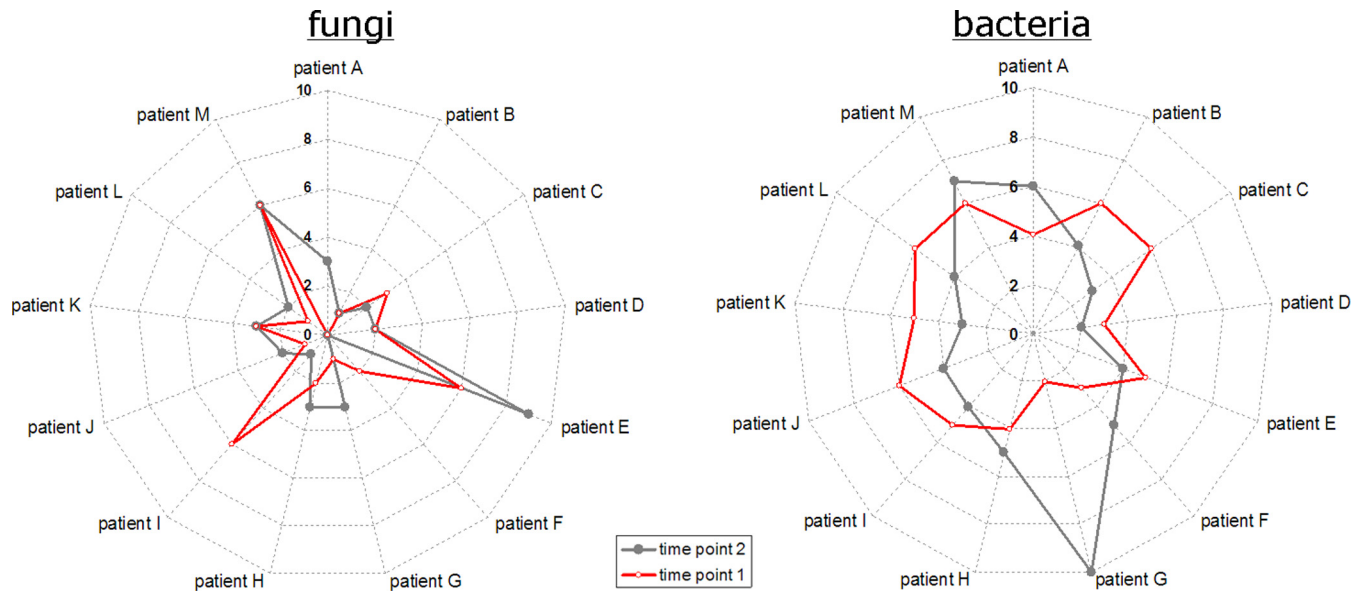 fungi
patient A
patient B
patient C
patient D
patient E
patient F
patient G
patient H
patient I
patient J
patient K
patient L
patient M
10
8
6
4
2
0
bacteria
patient A
patient B
patient C
patient D
patient E
patient F
patient G
patient H
patient I
patient J
patient K
patient L
patient M
10
8
6
4
2
0
time point 2
time point 1